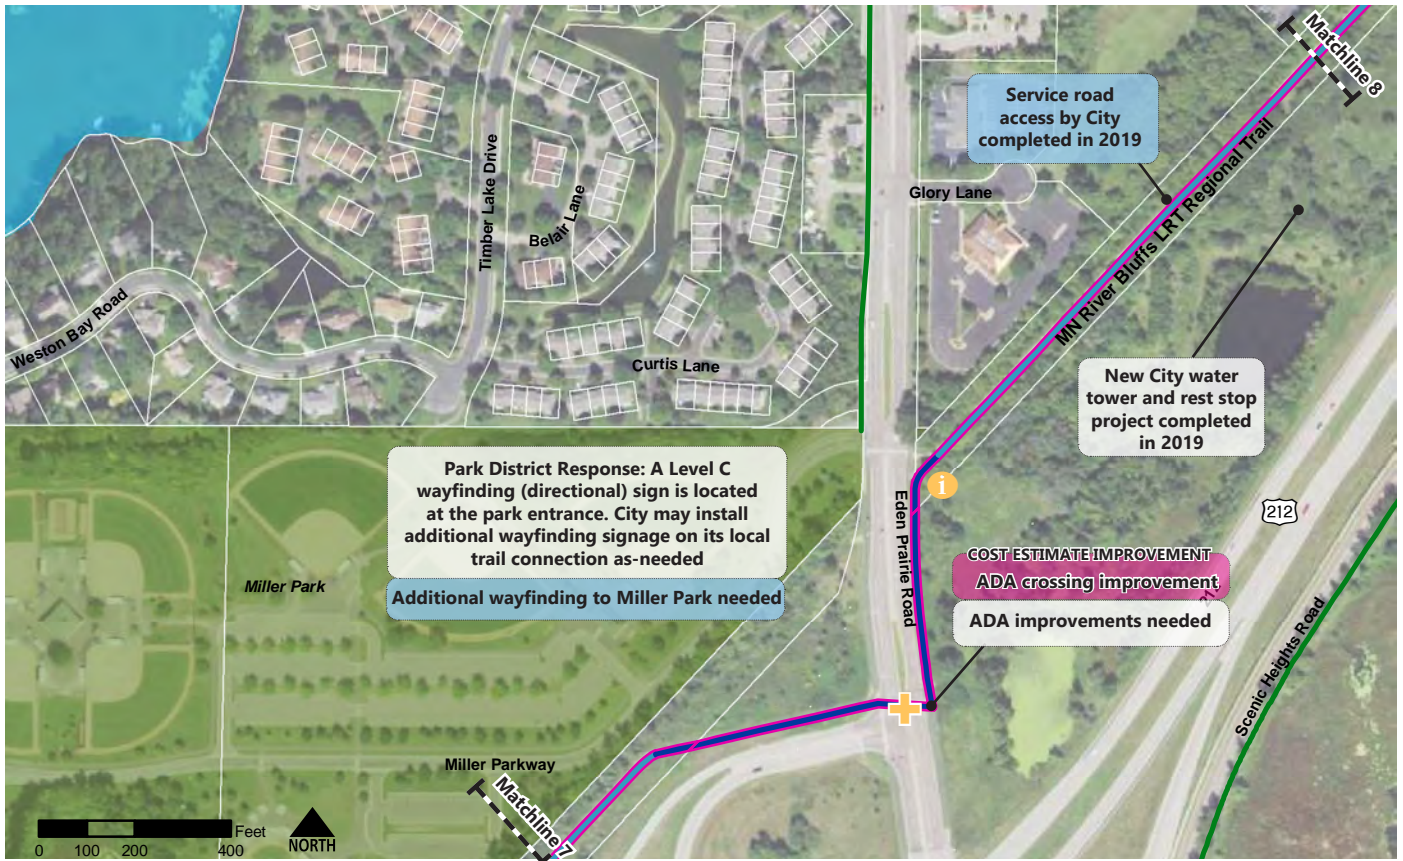 Matchline 8
Service road
access by City
completed in 2019
Timber Lake Drive
Belair Lane
Glory Lane
MN River Bluffs LRT Regional Trail
Weston Bay Road
Curtis Lane
New City water
tower and rest stop
project completed
in 2019
Park District Response: A Level C
wayfinding (directional) sign is located
at the park entrance. City may install
additional wayfinding signage on its local
trail connection as-needed
Additional wayfinding to Miller Park needed
Miller Park
i
Eden Prairie Road
212
COST ESTIMATE IMPROVEMENT
ADA crossing improvement
212
ADA improvements needed
Scenic Heights Road
Miller Parkway
Matchline 7
Feet
0 100 200 400
NORTH